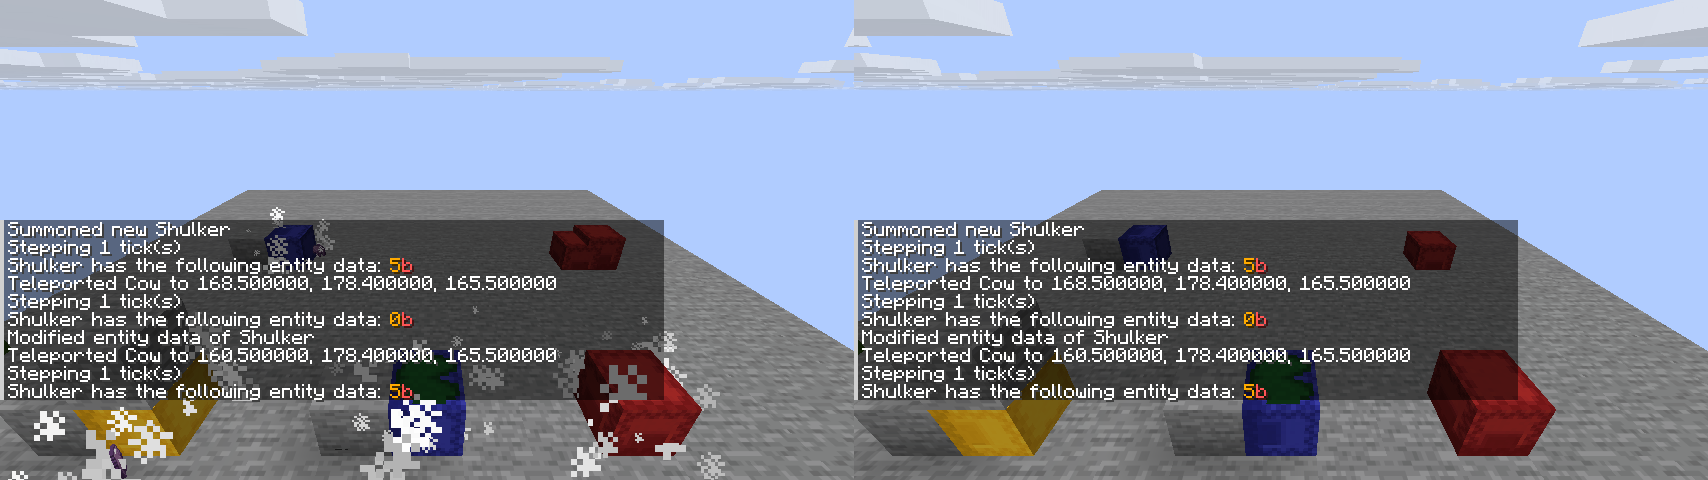 Summoned new Shulker
Stepping 1 tick(s)
Shulker has the following entity data: 5b
Teleported Cow to 168.500000, 178.400000, 165.500000
Stepping 1 tick(s)
Shulker has the following entity data: 0b
Modified entity data of Shulker
Teleported Cow to 160.500000, 178.400000, 165.500000
Stepping 1 tick(s)
Shulker has the following entity data: 5b
Summoned new Shulker
Stepping 1 tick(s)
Shulker has the following entity data: 5b
Teleported Cow to 168.500000, 178.400000, 165.500000
Stepping 1 tick(s)
Shulker has the following entity data: 0b
Modified entity data of Shulker
Teleported Cow to 160.500000, 178.400000, 165.500000
Stepping 1 tick(s)
Shulker has the following entity data: 5b